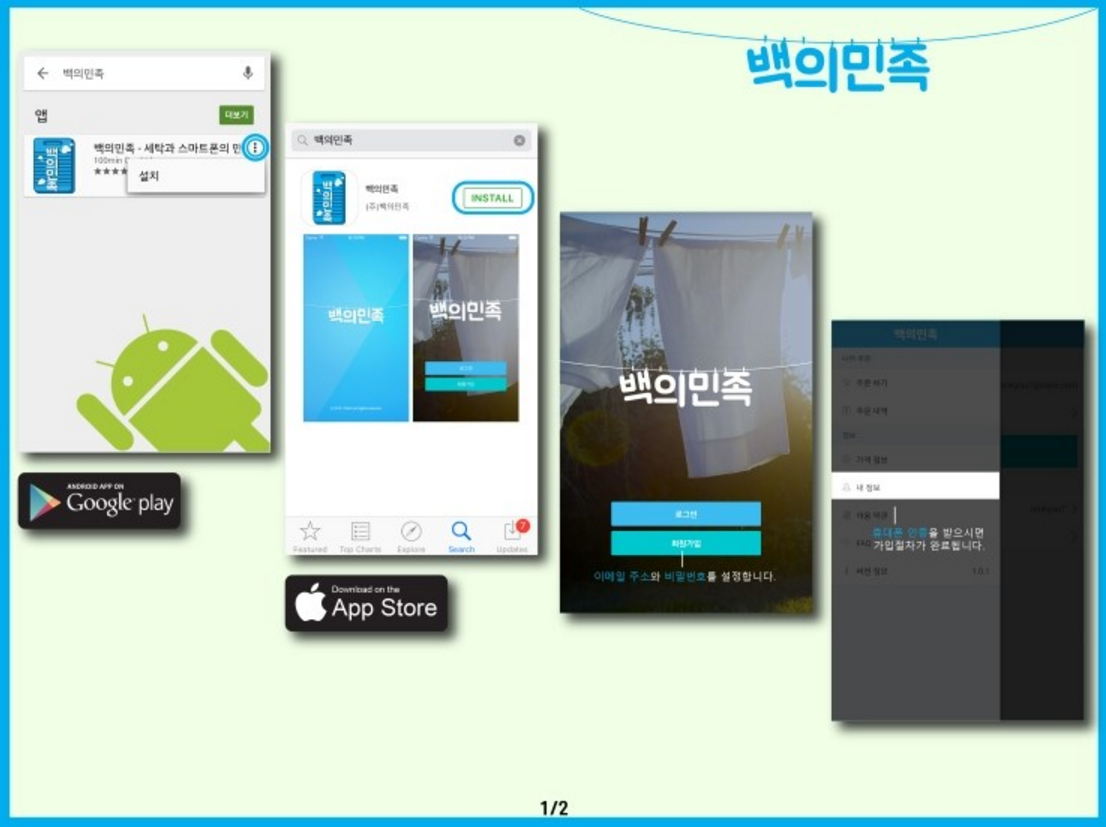 백의민족
백의민족
앱
더보기
백의민족 - 세탁과 스마트폰의 만
100min
설치
ANDROID APP ON
Google play
백의민족
백의민족
(주)백의민족
INSTALL
백의민족
백의민족
로그인
회원가입
Featured
Top Charts
Explore
Search
7
Updates
Download on the
App Store
백의민족
로그인
회원가입
이메일 주소와 비밀번호를 설정합니다.
백의민족
주문 하기
주문 내역
정보
가격 정보
내 정보
휴대폰 인증을 받으시면
FAQ
가입절차가 완료됩니다.
버전 정보
1.0.1
1/2